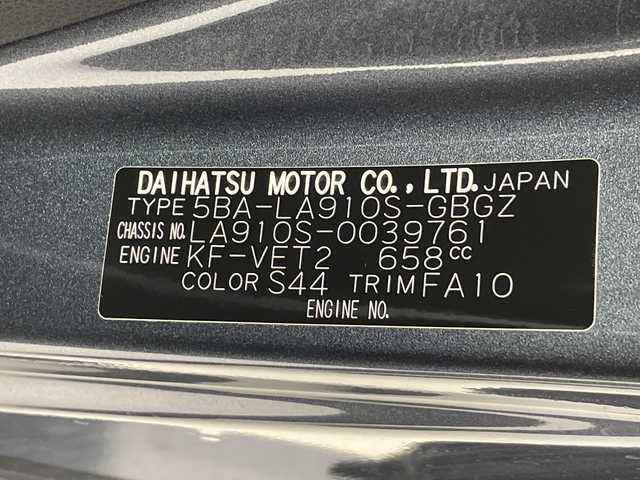 DAIHATSU MOTOR CO., LTD. JAPAN
TYPE 5BA-LA910S-GBGZ
CHASSIS NO. LA910S-0039761
ENGINE KF-VET2 658cc
COLOR S44 TRIM FA10
ENGINE NO.